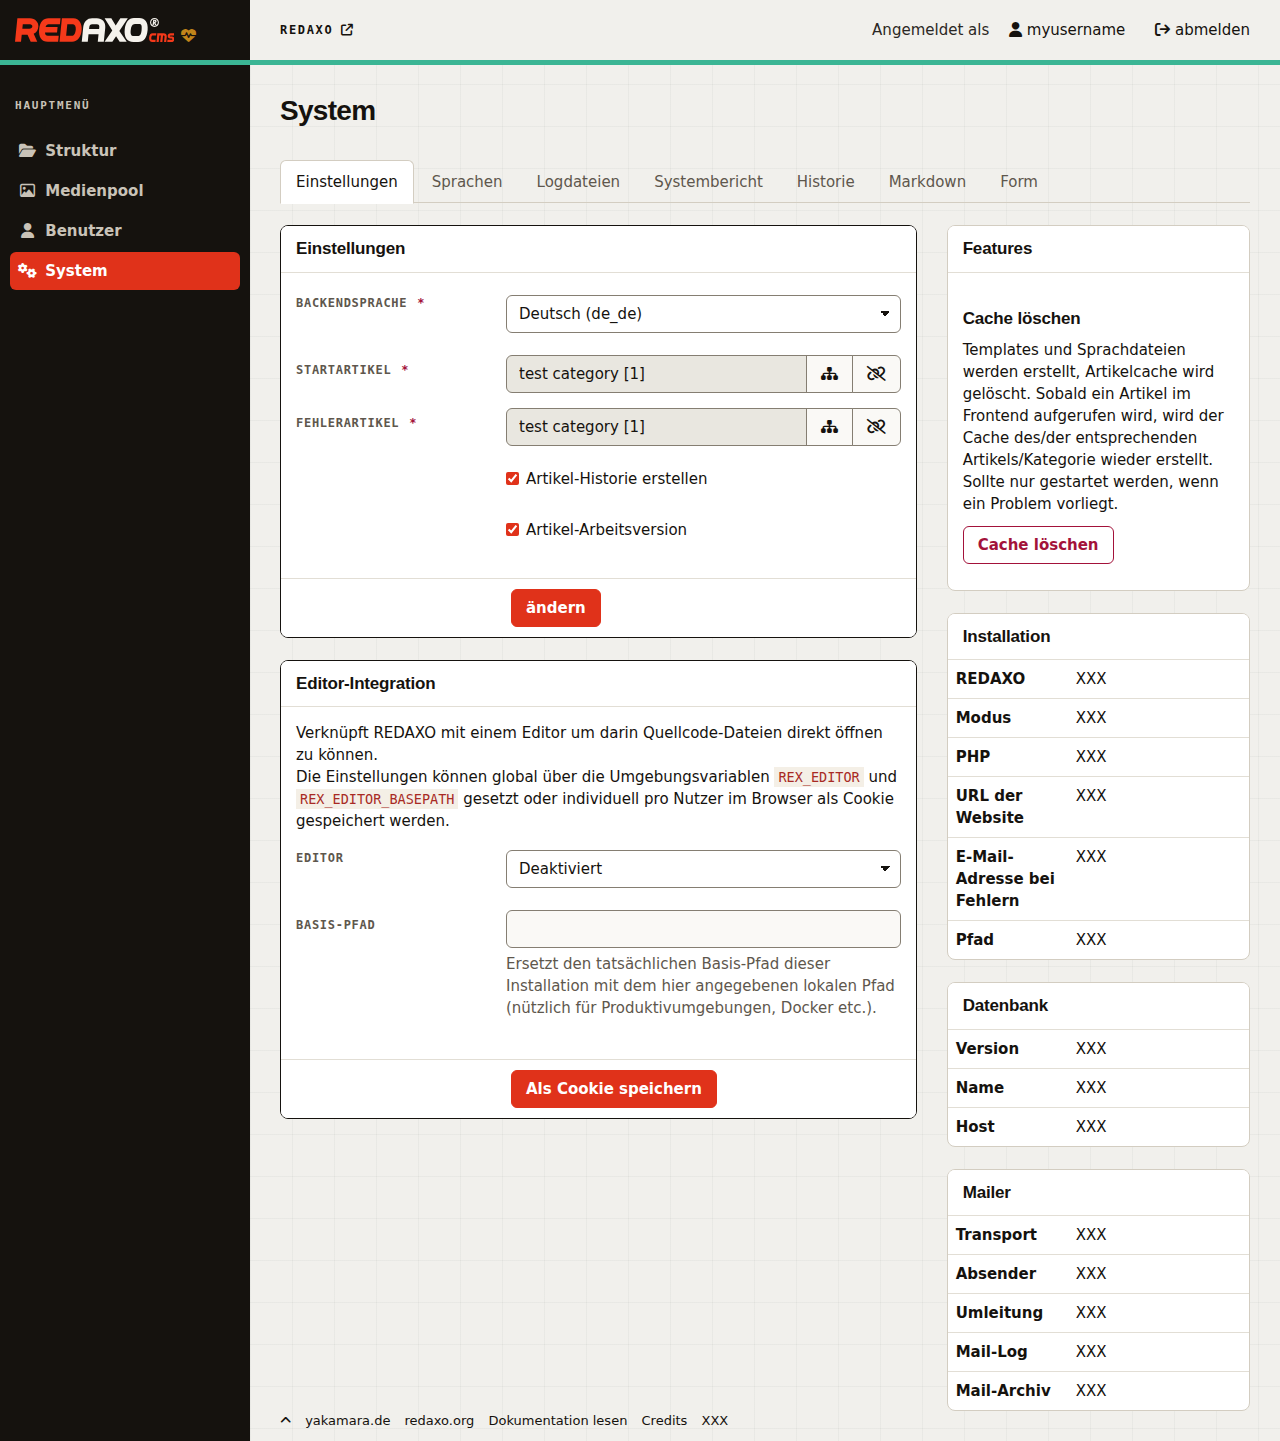 REDAXO® cms
REDAXO
Angemeldet als myusername abmelden
HAUPTMENÜ
Struktur
Medienpool
Benutzer
System
System
Einstellungen Sprachen Logdateien Systembericht Historie Markdown Form
Einstellungen
BACKENDSPRACHE *
Deutsch (de_de)
STARTARTIKEL *
test category [1]
FEHLERARTIKEL *
test category [1]
Artikel-Historie erstellen
Artikel-Arbeitsversion
ändern
Editor-Integration
Verknüpft REDAXO mit einem Editor um darin Quellcode-Dateien direkt öffnen
zu können.
Die Einstellungen können global über die Umgebungsvariablen REX_EDITOR und
REX_EDITOR_BASEPATH gesetzt oder individuell pro Nutzer im Browser als Cookie
gespeichert werden.
EDITOR
Deaktiviert
BASIS-PFAD
Ersetzt den tatsächlichen Basis-Pfad dieser
Installation mit dem hier angegebenen lokalen Pfad
(nützlich für Produktivumgebungen, Docker etc.).
Als Cookie speichern
Features
Cache löschen
Templates und Sprachdateien
werden erstellt, Artikelcache wird
gelöscht. Sobald ein Artikel im
Frontend aufgerufen wird, wird der
Cache des/der entsprechenden
Artikels/Kategorie wieder erstellt.
Sollte nur gestartet werden, wenn
ein Problem vorliegt.
Cache löschen
Installation
REDAXO XXX
Modus XXX
PHP XXX
URL der XXX
Website
E-Mail- XXX
Adresse bei
Fehlern
Pfad XXX
Datenbank
Version XXX
Name XXX
Host XXX
Mailer
Transport XXX
Absender XXX
Umleitung XXX
Mail-Log XXX
Mail-Archiv XXX
yakamara.de redaxo.org Dokumentation lesen Credits XXX